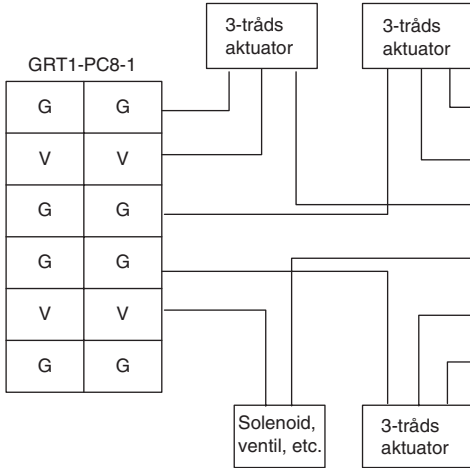 3-tråds
aktuator
3-tråds
aktuator
GRT1-PC8-1
G G
V V
G G
G G
V V
G G
Solenoid,
ventil, etc.
3-tråds
aktuator